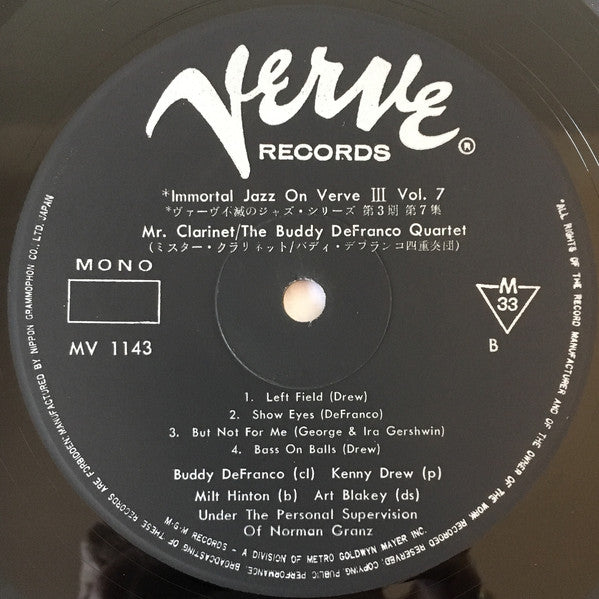 Verve
RECORDS ®
*Immortal Jazz On Verve III Vol. 7
*ヴァーヴ不滅のジャズ・シリーズ 第3期 第7集
Mr. Clarinet/The Buddy DeFranco Quartet
(ミスター・クラリネット/バディ・デフランコ四重奏団)
MONO
MV 1143
M
33
B
1. Left Field (Drew)
2. Show Eyes (DeFranco)
3. But Not For Me (George & Ira Gershwin)
4. Bass On Balls (Drew)
Buddy DeFranco (cl) Kenny Drew (p)
Milt Hinton (b) Art Blakey (ds)
Under The Personal Supervision
Of Norman Granz
M·G·M RECORDS – A DIVISION OF METRO GOLDWYN MAYER INC.
*ALL RIGHTS OF THE RECORD MANUFACTURER AND OF THE OWNER OF THE WORK RECORDED RESERVED. COPYING, PUBLIC PERFORMANCE, BROADCASTING OF THESE RECORDS ARE FORBIDDEN: MANUFACTURED BY NIPPON GRAMMOPHON CO., LTD, JAPAN